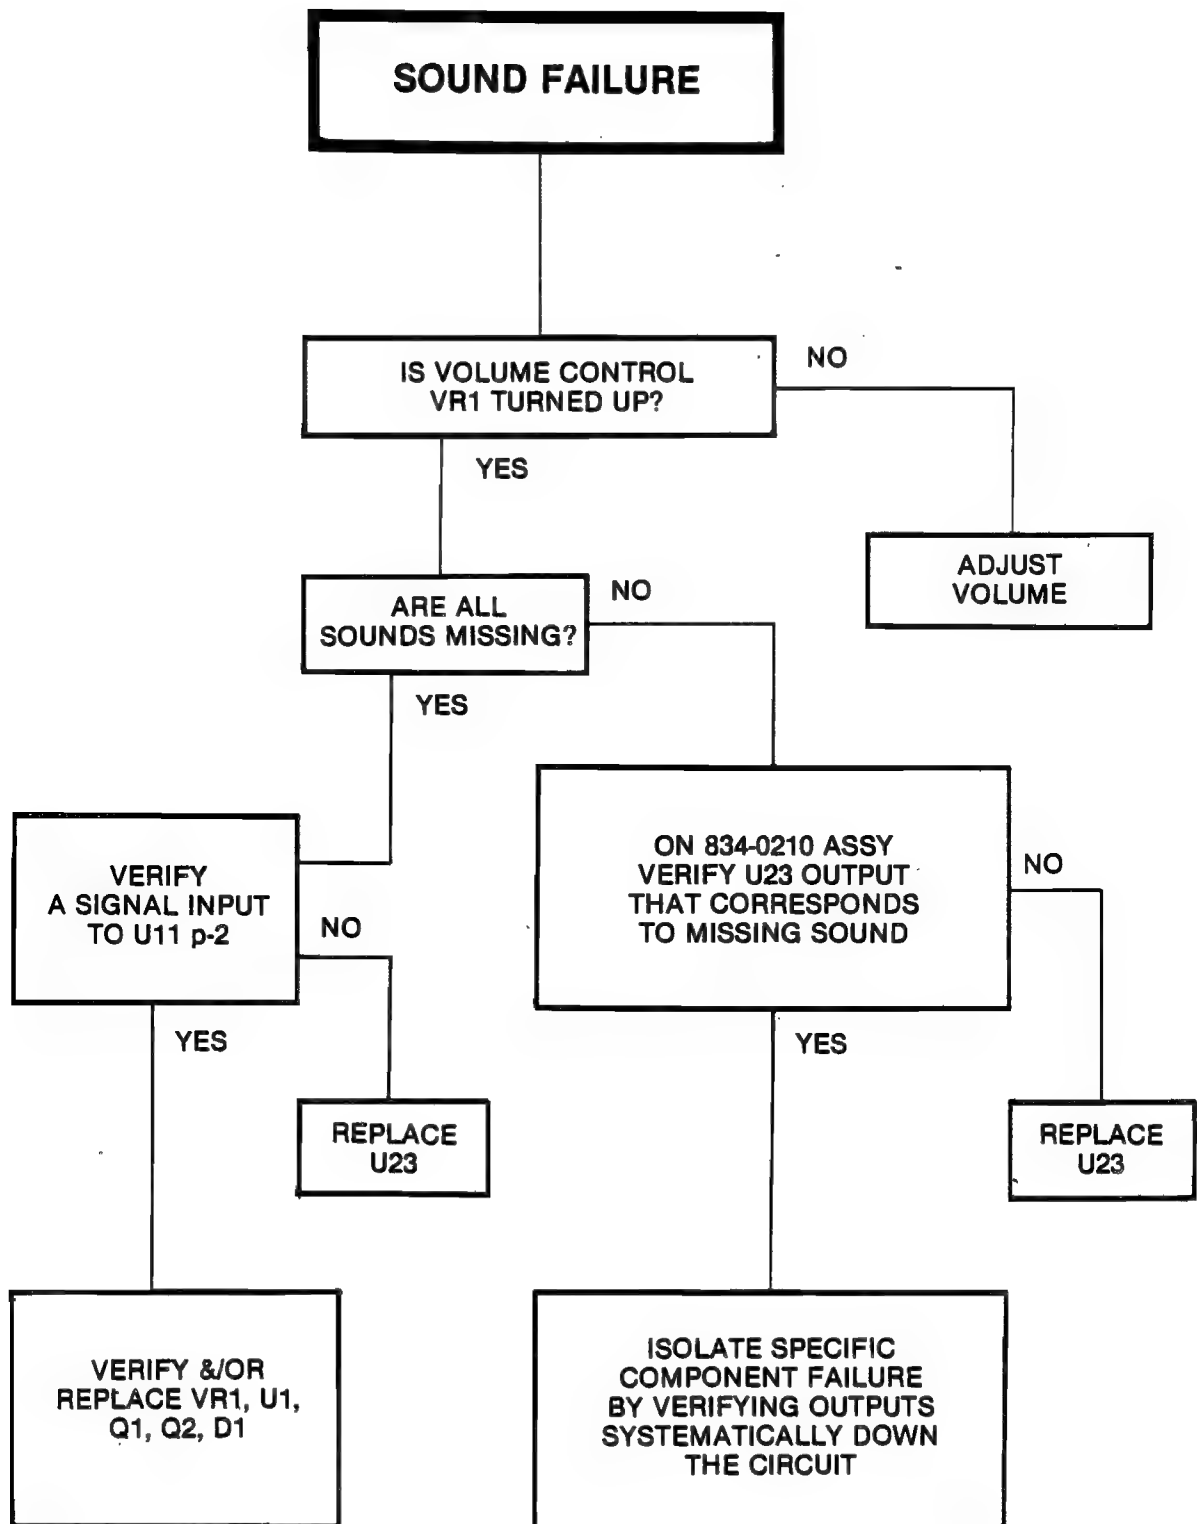 SOUND FAILURE
IS VOLUME CONTROL
VR1 TURNED UP?
NO
YES
ADJUST
VOLUME
ARE ALL
SOUNDS MISSING?
NO
YES
VERIFY
A SIGNAL INPUT
TO U11 p-2
NO
YES
ON 834-0210 ASSY
VERIFY U23 OUTPUT
THAT CORRESPONDS
TO MISSING SOUND
NO
YES
REPLACE
U23
REPLACE
U23
VERIFY &/OR
REPLACE VR1, U1,
Q1, Q2, D1
ISOLATE SPECIFIC
COMPONENT FAILURE
BY VERIFYING OUTPUTS
SYSTEMATICALLY DOWN
THE CIRCUIT